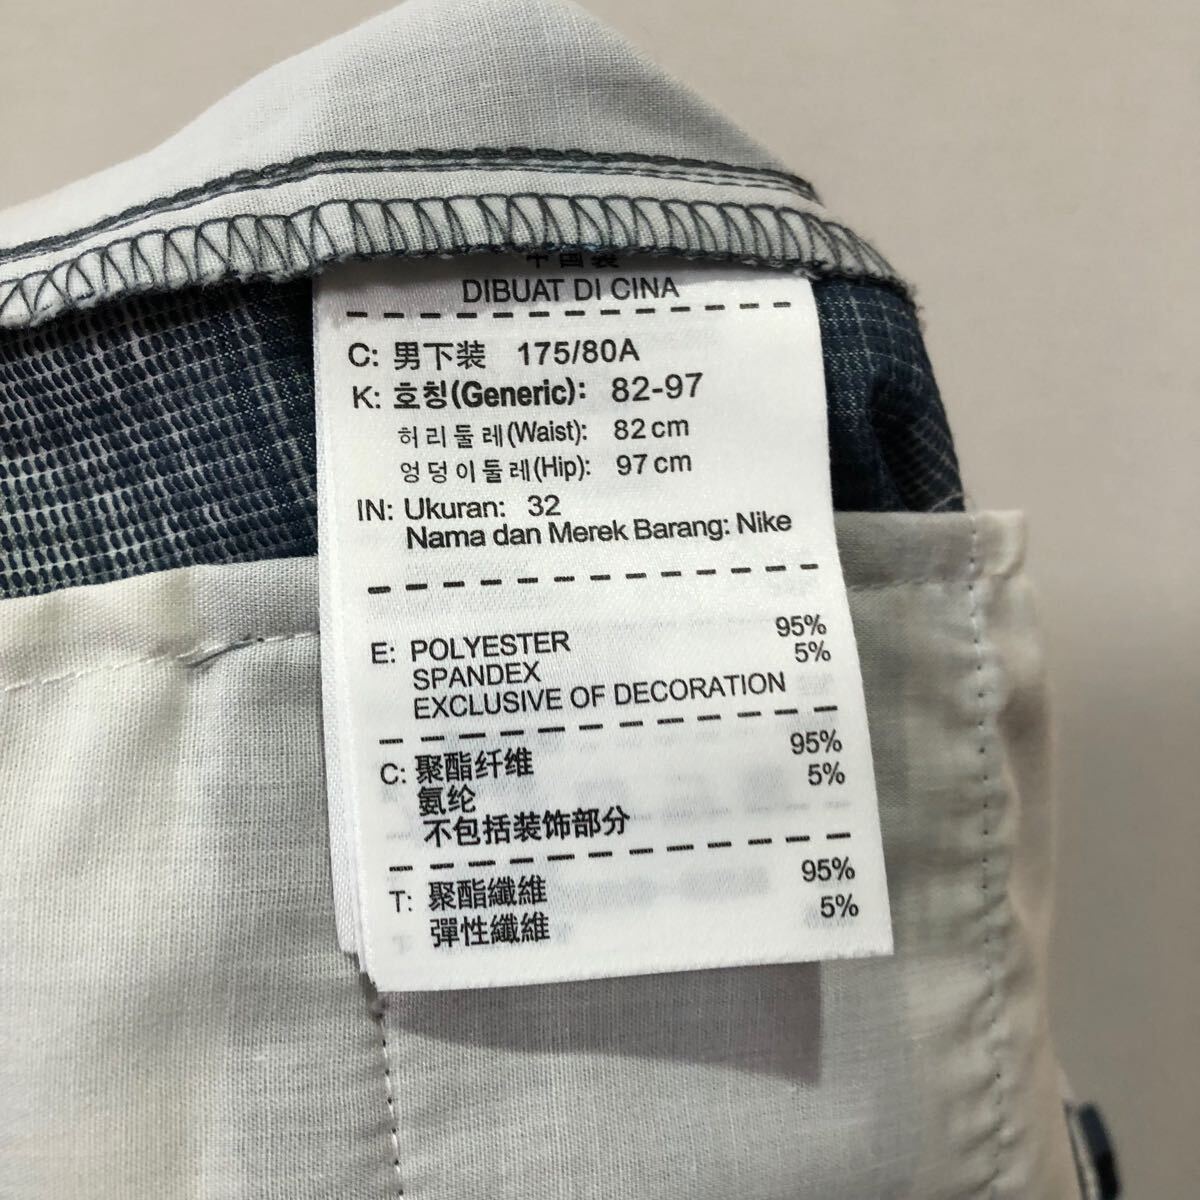 中国製
DIBUAT DI CINA
C: 男下装 175/80A
K: 호칭(Generic): 82-97
허리둘레(Waist): 82 cm
엉덩이둘레(Hip): 97 cm
IN: Ukuran: 32
Nama dan Merek Barang: Nike
E: POLYESTER 95%
SPANDEX 5%
EXCLUSIVE OF DECORATION
C: 聚酯纤维 95%
氨纶 5%
不包括装饰部分
T: 聚酯纖維 95%
彈性纖維 5%